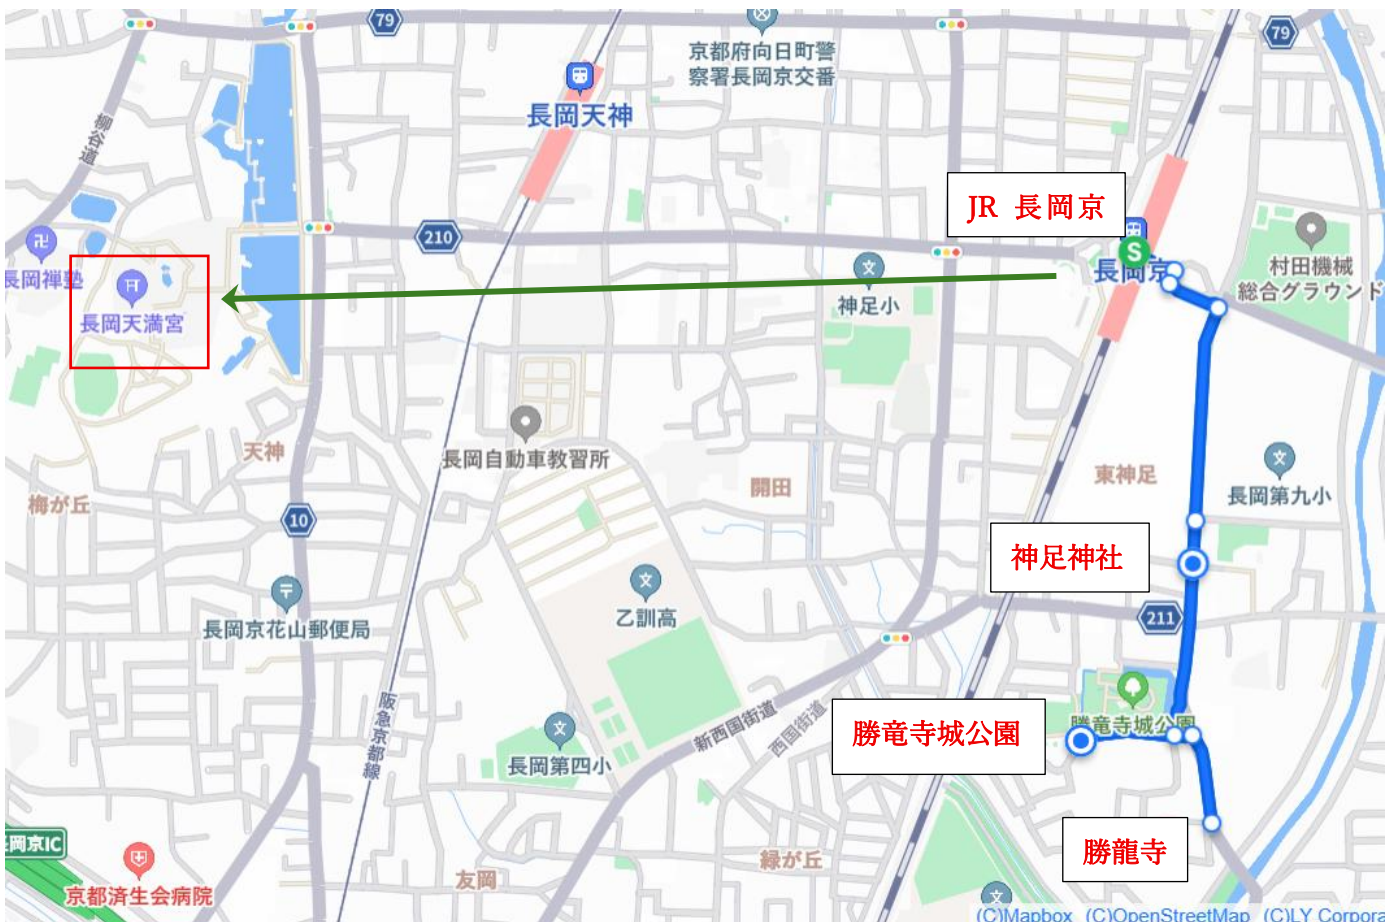 79
79
京都府向日町警
察署長岡京交番
長岡天神
柳谷道
JR 長岡京
210
S
長岡京
村田機械
総合グラウンド
長岡禅塾
長岡天満宮
文
神足小
天神
長岡自動車教習所
開田
東神足
文
長岡第九小
梅が丘
10
神足神社
長岡京花山郵便局
文
乙訓高
211
阪急京都線
新西国街道
西国街道
勝竜寺城公園
勝竜寺城公園
文
長岡第四小
勝龍寺
岡京IC
京都済生会病院
友岡
緑が丘
文
(C)Mapbox (C)OpenStreetMap (C)LY Corpora